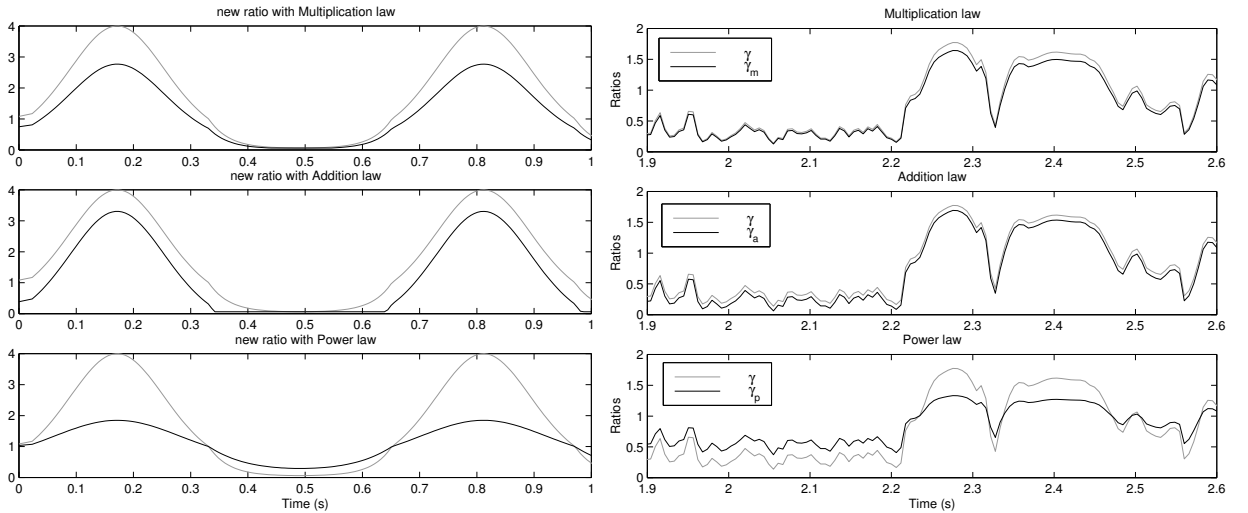 new ratio with Multiplication law
4
3
2
1
0
0 0.1 0.2 0.3 0.4 0.5 0.6 0.7 0.8 0.9 1
new ratio with Addition law
4
3
2
1
0
0 0.1 0.2 0.3 0.4 0.5 0.6 0.7 0.8 0.9 1
new ratio with Power law
4
3
2
1
0
0 0.1 0.2 0.3 0.4 0.5 0.6 0.7 0.8 0.9 1
Time (s)
Multiplication law
2
1.5
1
0.5
0
Ratios
γ
γm
1.9 2 2.1 2.2 2.3 2.4 2.5 2.6
Addition law
2
1.5
1
0.5
0
Ratios
γ
γa
1.9 2 2.1 2.2 2.3 2.4 2.5 2.6
Power law
2
1.5
1
0.5
0
Ratios
γ
γp
1.9 2 2.1 2.2 2.3 2.4 2.5 2.6
Time (s)